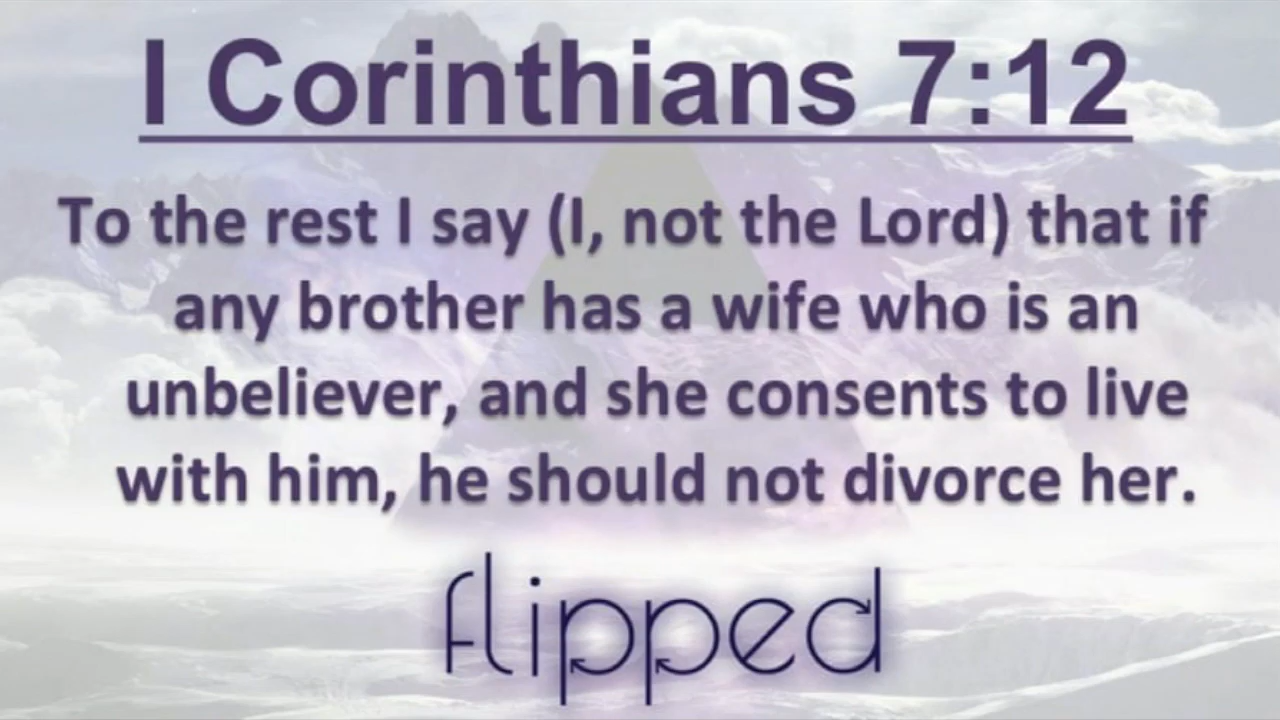 I Corinthians 7:12
To the rest I say (I, not the Lord) that if
any brother has a wife who is an
unbeliever, and she consents to live
with him, he should not divorce her.
flipped